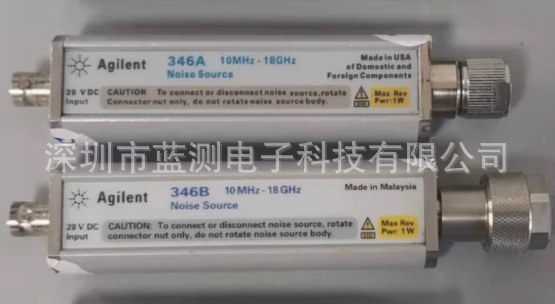 Agilent
346A 10MHz - 18GHz
Noise Source
Made in USA
of Domestic and
Foreign Components
28 V DC
Input
CAUTION: To connect or disconnect noise source, rotate
Connector nut only, do not rotate noise source body.
Max Rev
Pwr: 1W
深圳市蓝测电子科技有限公司
Agilent
346B 10 MHz - 18 GHz
Noise Source
Made in Malaysia
28 V DC
Input
CAUTION: To connect or disconnect noise source, rotate
connector nut only, do not rotate noise source body.
Max Rev
Pwr: 1 W